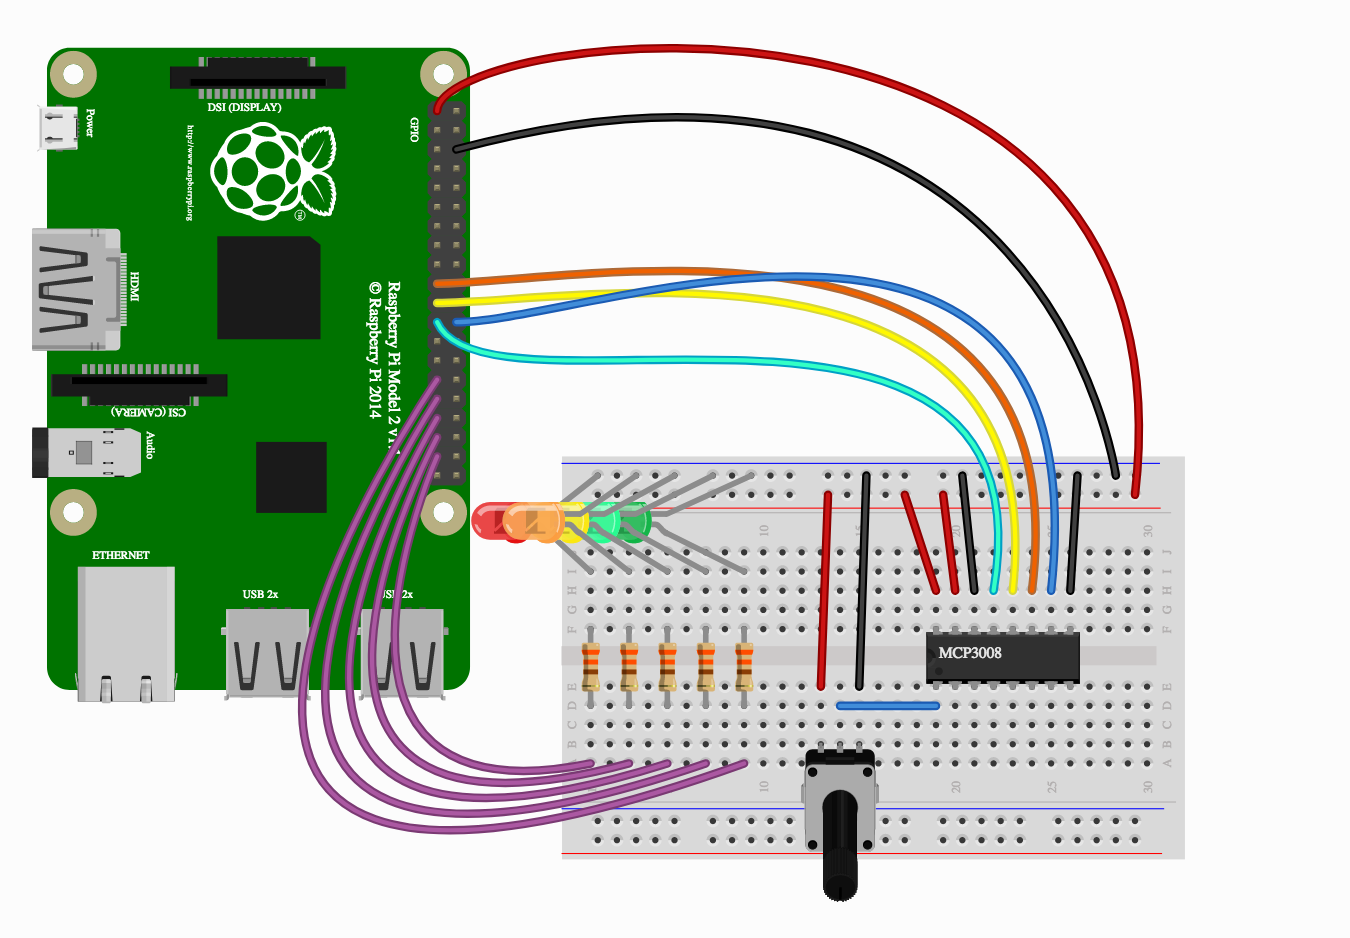 DSI (DISPLAY)
Power
GPIO
http://www.raspberrypi.org
TM
HDMI
Raspberry Pi Model 2 v1.
© Raspberry Pi 2014
CSI (CAMERA)
Audio
ETHERNET
USB 2x
USB 2x
10
15
20
25
30
J
I
H
G
F
J
I
H
G
F
MCP3008
E
D
C
B
A
E
D
C
B
A
10
20
25
30